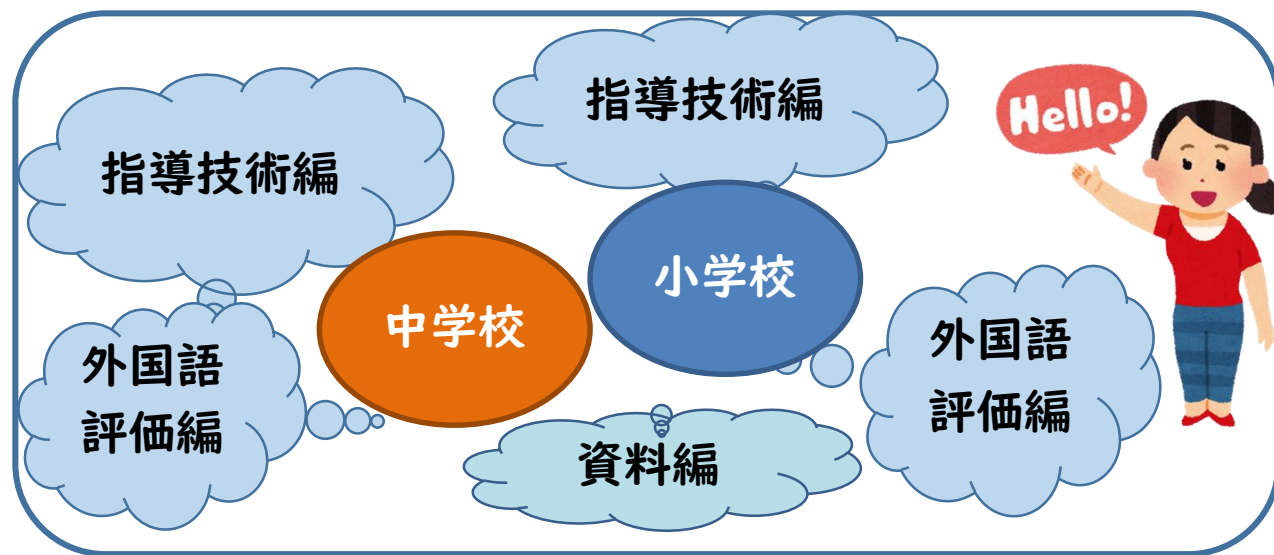 指導技術編
指導技術編
Hello!
小学校
中学校
外国語
評価編
外国語
評価編
資料編